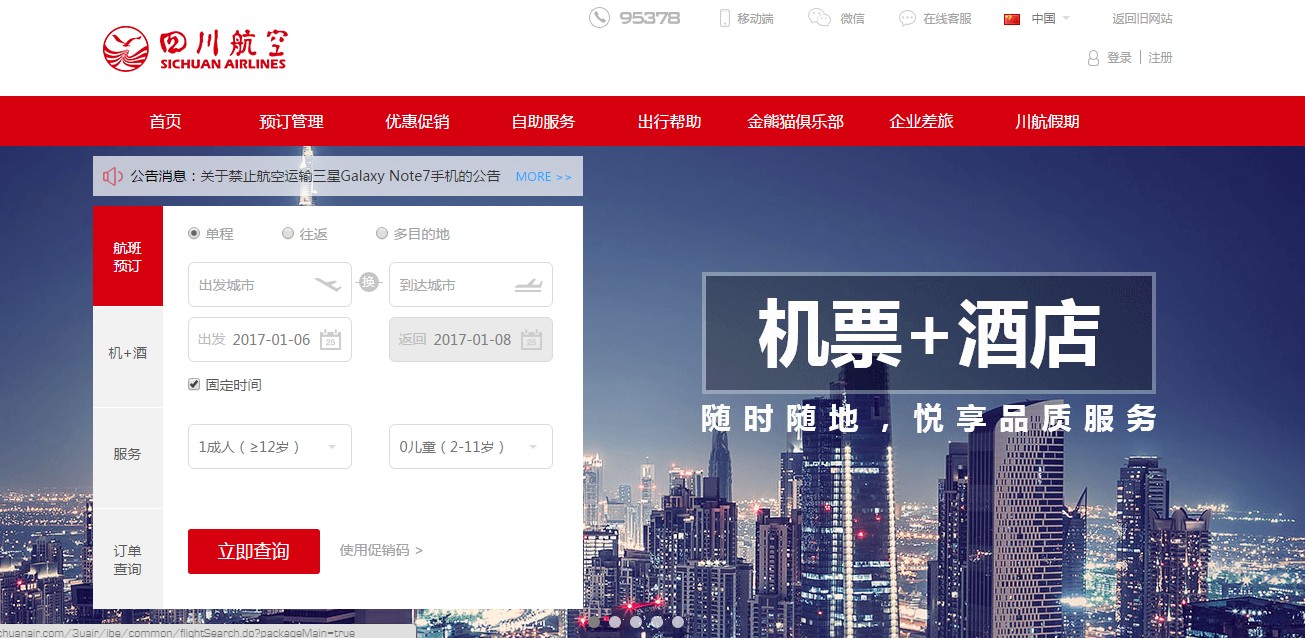 95378
移动端
微信
在线客服
中国
返回旧网站
四川航空
SICHUAN AIRLINES
登录 | 注册
首页
预订管理
优惠促销
自助服务
出行帮助
金熊猫俱乐部
企业差旅
川航假期
公告消息：关于禁止航空运输三星Galaxy Note7手机的公告
MORE >>
航班
预订
机+酒
服务
订单
查询
单程
往返
多目的地
出发城市
换
到达城市
出发 2017-01-06
25
返回 2017-01-08
25
固定时间
1成人（≥12岁）
0儿童（2-11岁）
立即查询
使用促销码 >
机票+酒店
随时随地，悦享品质服务
chuanair.com/3uair/ibe/common/flightSearch.do?packageMain=true